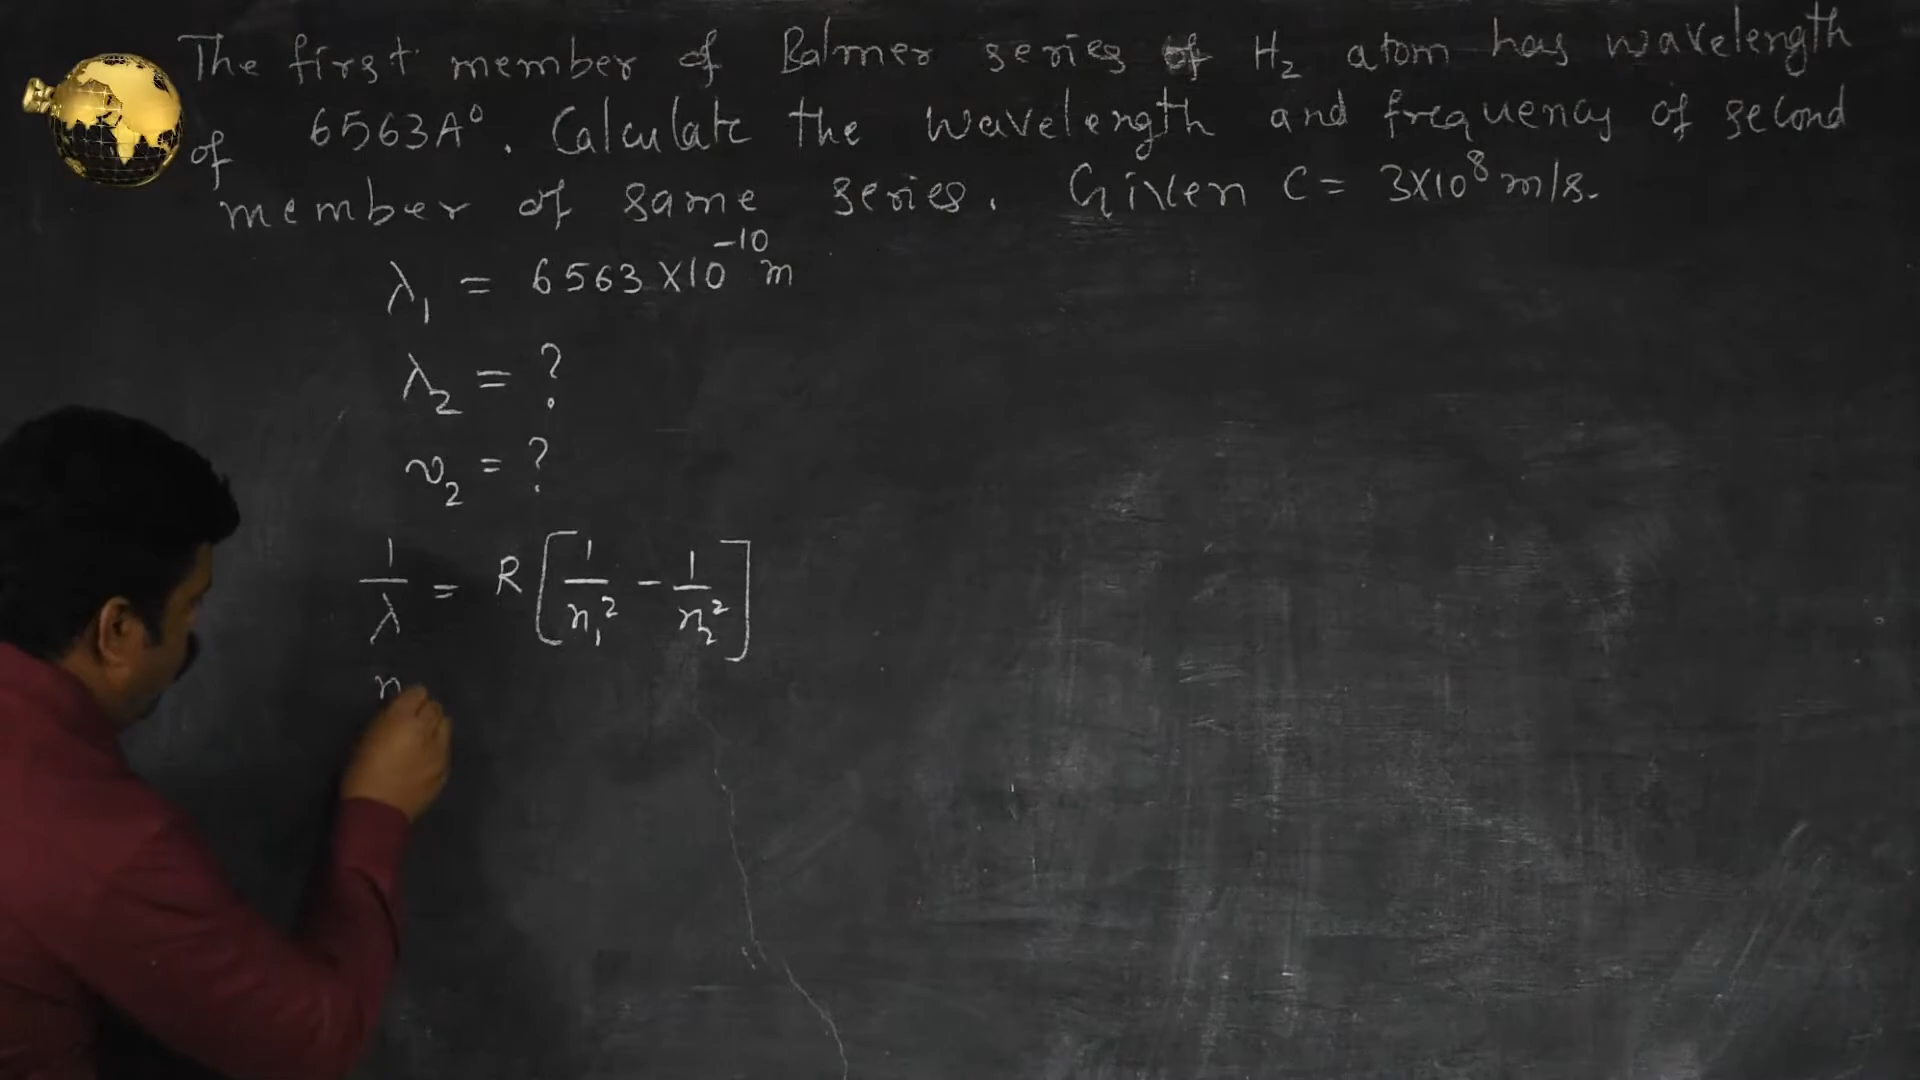 The first member of Balmer series of H₂ atom has wavelength
of 6563A⁰. Calculate the wavelength and frequency of second
member of same series. Given C = 3X10⁸ m/s.
λ₁ = 6563 X10⁻¹⁰ m
λ₂ = ?
ν₂ = ?
1/λ = R[1/n₁² - 1/n₂²]
n